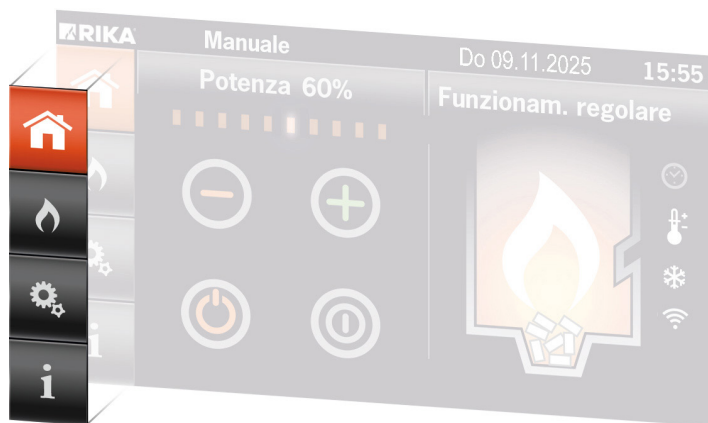 RIKA
Manuale
Do 09.11.2025
15:55
Potenza 60%
Funzionam. regolare
i
i